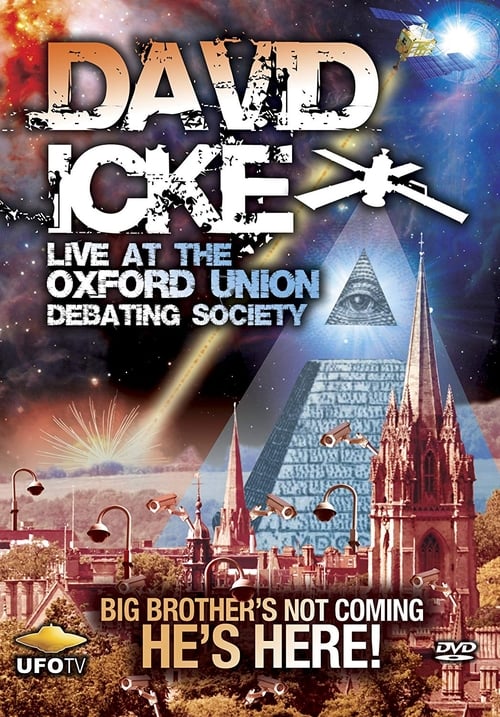 DAVID
ICKE
LIVE AT THE
OXFORD UNION
DEBATING SOCIETY
BIG BROTHER'S NOT COMING
HE'S HERE!
UFOTV
DVD